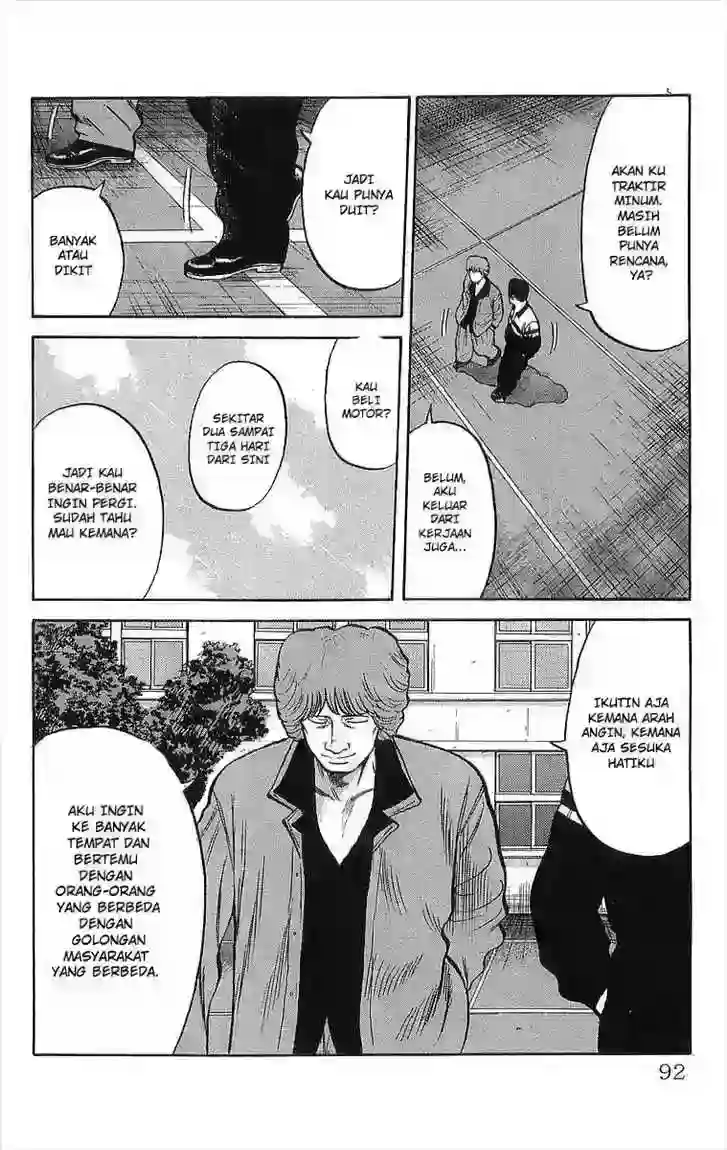 AKAN KU
TRAKTIR
MINUM.
MASIH
BELUM
PUNYA
RENCANA,
YA?
BELUM,
AKU
KELUAR
DARI
KERJAAN
JUGA...
JADI
KAU PUNYA
DUIT?
BANYAK
ATAU
DIKIT
KAU
BELI
MOTOR?
SEKITAR
DUA SAMPAI
TIGA HARI
DARI SINI
JADI KAU
BENAR-BENAR
INGIN PERGI.
SUDAH TAHU
MAU KEMANA?
IKUTIN AJA
KEMANA ARAH
ANGIN, KEMANA
AJA SESUKA
HATIKU
AKU INGIN
KE BANYAK
TEMPAT DAN
BERTEMU
DENGAN
ORANG-ORANG
YANG BERBEDA
DENGAN
GOLONGAN
MASYARAKAT
YANG BERBEDA.
92